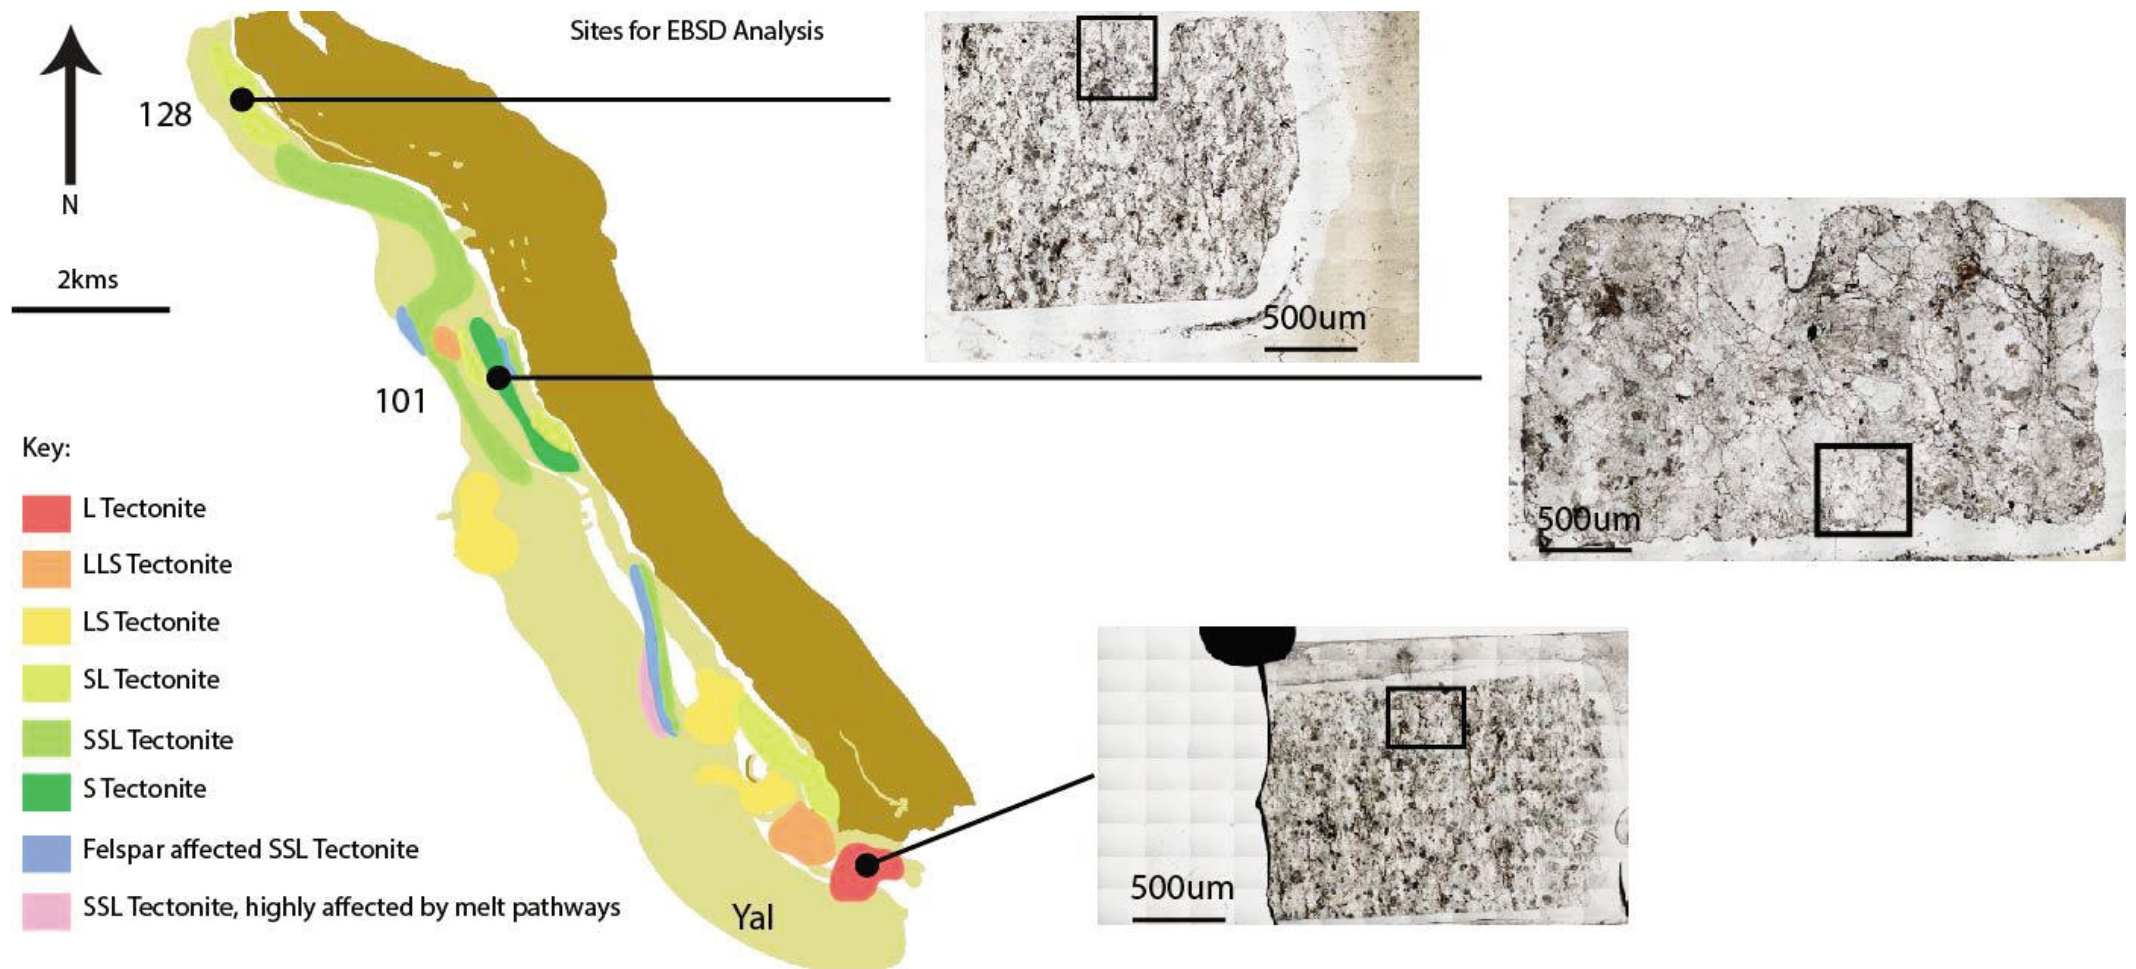 Sites for EBSD Analysis
128
N
2kms
500um
101
500um
Key:
L Tectonite
LLS Tectonite
LS Tectonite
SL Tectonite
SSL Tectonite
S Tectonite
Felspar affected SSL Tectonite
SSL Tectonite, highly affected by melt pathways
500um
Yal